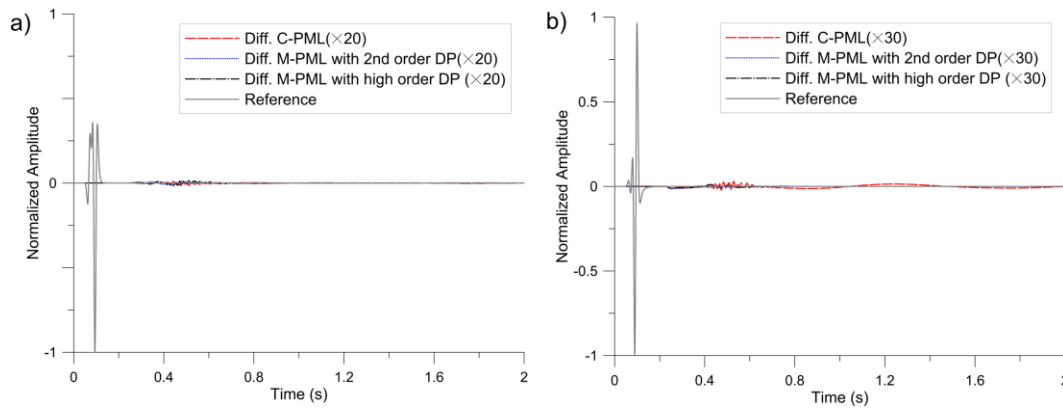 a)
Diff. C-PML(×20)
Diff. M-PML with 2nd order DP(×20)
Diff. M-PML with high order DP (×20)
Reference
Normalized Amplitude
1
0
-1
0
0.4
0.8
1.2
1.6
2
Time (s)
b)
Diff. C-PML(×30)
Diff. M-PML with 2nd order DP(×30)
Diff. M-PML with high order DP (×30)
Reference
Normalized Amplitude
1
0.5
0
-0.5
-1
0
0.4
0.8
1.2
1.6
2
Time (s)